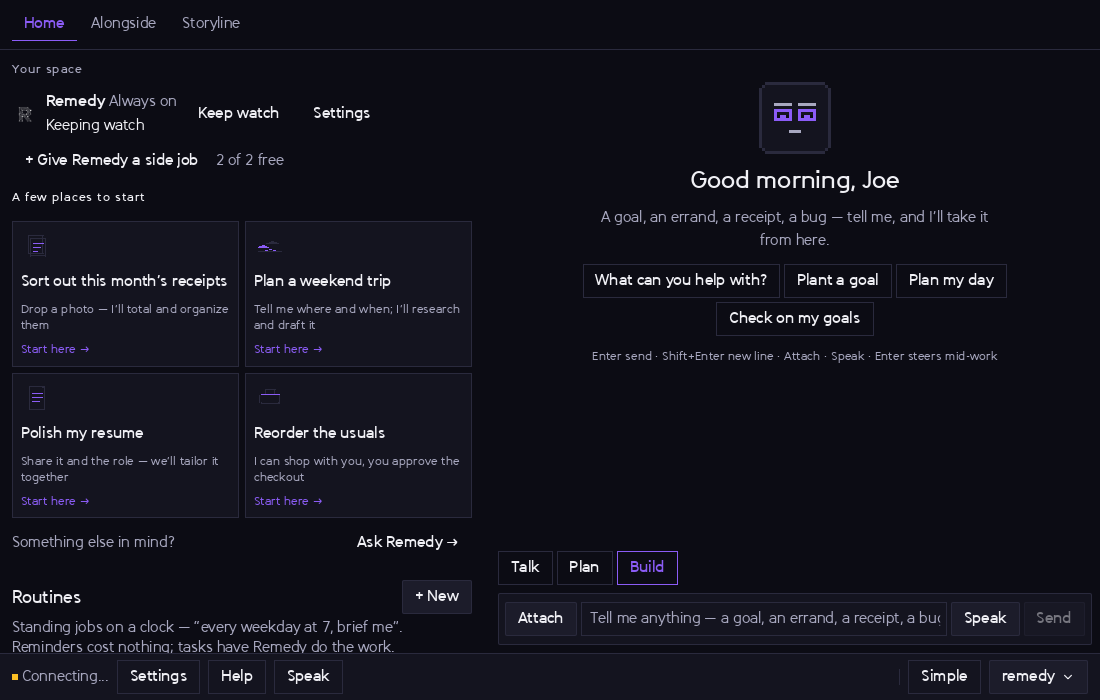 Home Alongside Storyline
Your space
Remedy Always on
Keeping watch
Keep watch
Settings
+ Give Remedy a side job 2 of 2 free
A few places to start
Sort out this month's receipts
Drop a photo — I'll total and organize
them
Start here →
Plan a weekend trip
Tell me where and when; I'll research
and draft it
Start here →
Polish my resume
Share it and the role — we'll tailor it
together
Start here →
Reorder the usuals
I can shop with you, you approve the
checkout
Start here →
Something else in mind? Ask Remedy →
Routines
+ New
Standing jobs on a clock — "every weekday at 7, brief me".
Reminders cost nothing; tasks have Remedy do the work.
Good morning, Joe
A goal, an errand, a receipt, a bug — tell me, and I'll take it
from here.
What can you help with? Plant a goal Plan my day
Check on my goals
Enter send · Shift+Enter new line · Attach · Speak · Enter steers mid-work
Talk Plan Build
Attach Tell me anything — a goal, an errand, a receipt, a bug Speak Send
Connecting... Settings Help Speak Simple remedy